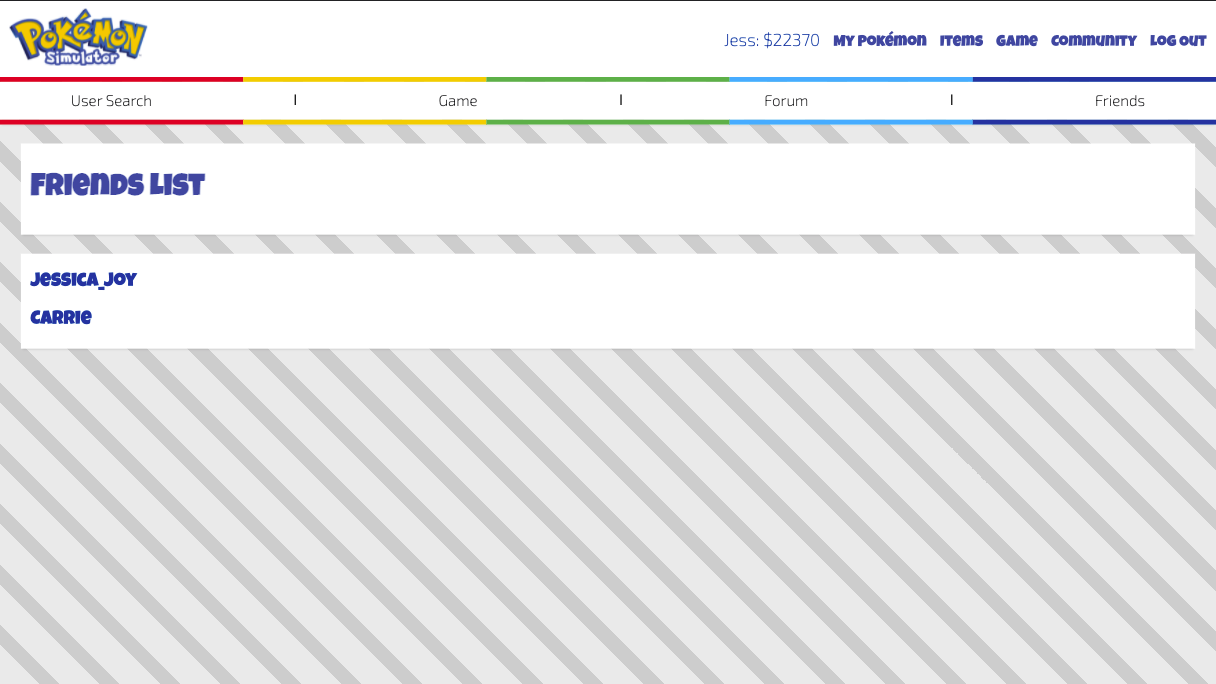 Pokémon
Simulator
Jess: $22370 My Pokémon Items Game Community Log Out
User Search | Game | Forum | Friends
Friends List
Jessica_Joy
Carrie